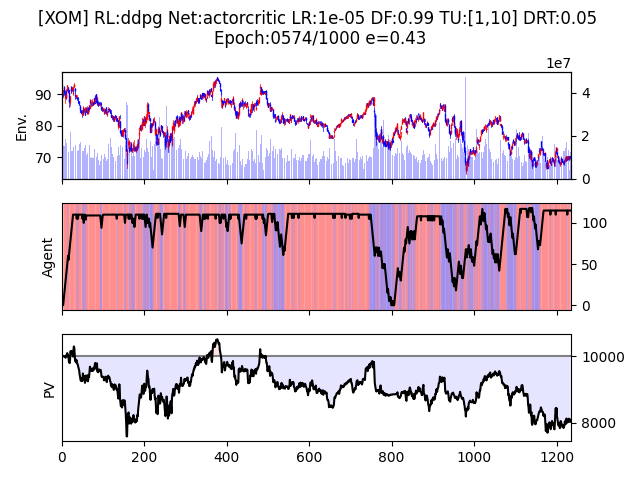 [XOM] RL:ddpg Net:actorcritic LR:1e-05 DF:0.99 TU:[1,10] DRT:0.05
Epoch:0574/1000 e=0.43
1e7
Env.
90
80
70
4
2
0
Agent
100
50
0
PV
10000
8000
0 200 400 600 800 1000 1200